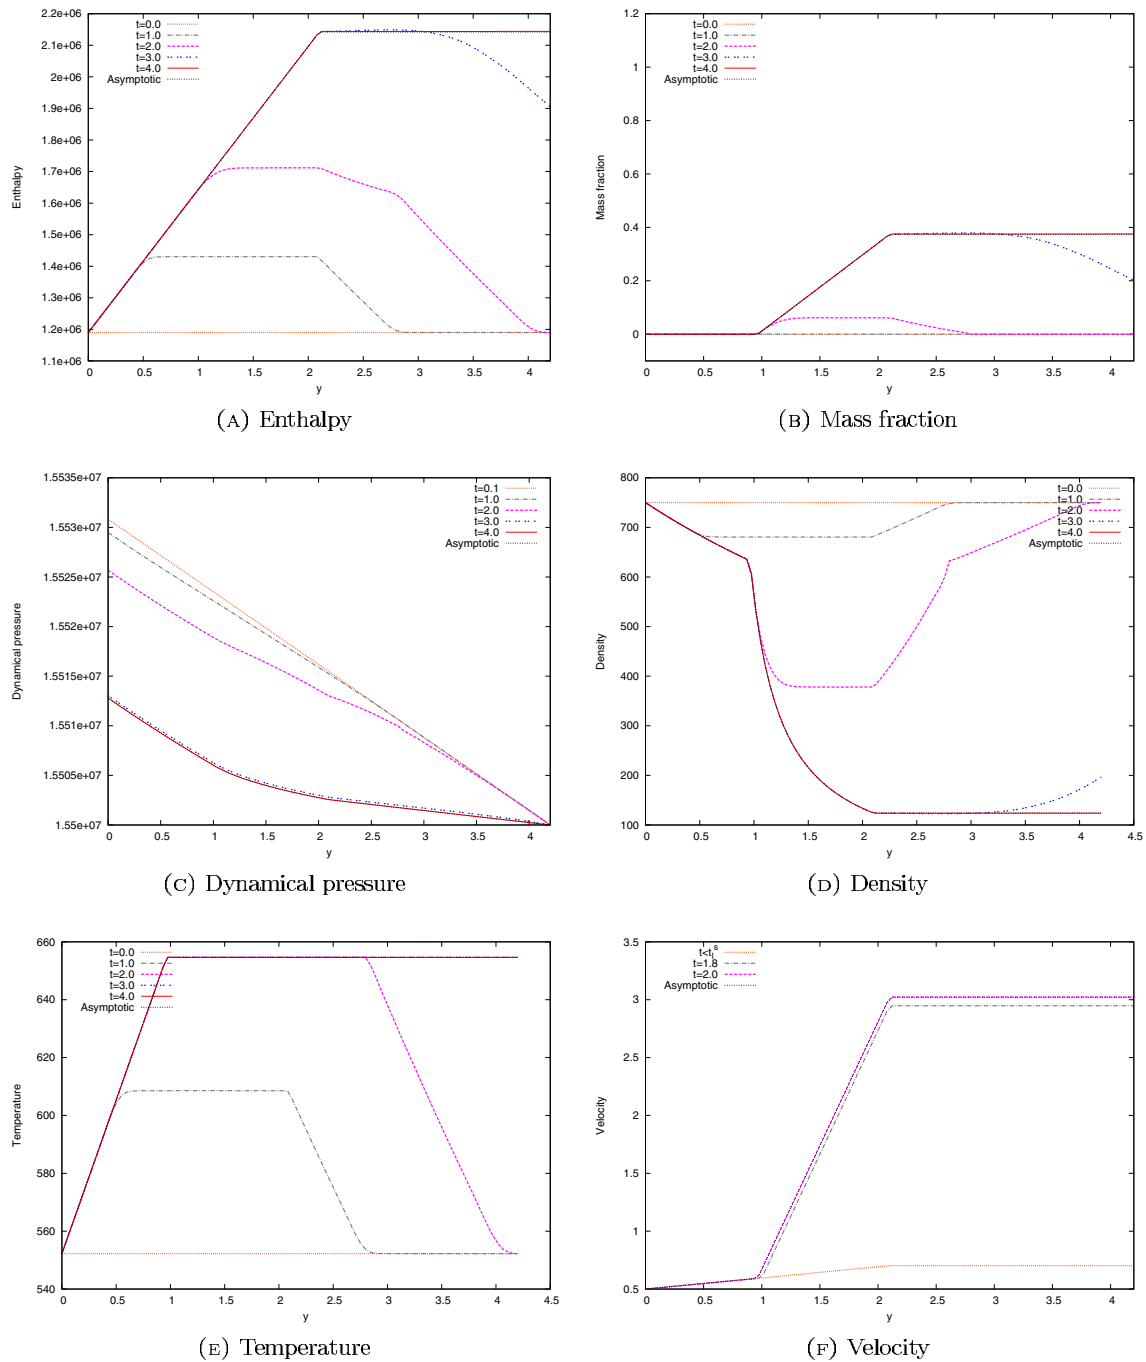 2.2e+06
2.1e+06
2e+06
1.9e+06
1.8e+06
1.7e+06
1.6e+06
1.5e+06
1.4e+06
1.3e+06
1.2e+06
1.1e+06
Enthalpy
t=0.0
t=1.0
t=2.0
t=3.0
t=4.0
Asymptotic
0 0.5 1 1.5 2 2.5 3 3.5 4
y
(A) Enthalpy
1.2
1
0.8
0.6
0.4
0.2
0
Mass fraction
t=0.0
t=1.0
t=2.0
t=3.0
t=4.0
Asymptotic
0 0.5 1 1.5 2 2.5 3 3.5 4
y
(B) Mass fraction
1.5535e+07
1.553e+07
1.5525e+07
1.552e+07
1.5515e+07
1.551e+07
1.5505e+07
1.55e+07
Dynamical pressure
t=0.1
t=1.0
t=2.0
t=3.0
t=4.0
Asymptotic
0 0.5 1 1.5 2 2.5 3 3.5 4
y
(C) Dynamical pressure
800
700
600
500
400
300
200
100
Density
t=0.0
t=1.0
t=2.0
t=3.0
t=4.0
Asymptotic
0 0.5 1 1.5 2 2.5 3 3.5 4 4.5
y
(D) Density
660
640
620
600
580
560
540
Temperature
t=0.0
t=1.0
t=2.0
t=3.0
t=4.0
Asymptotic
0 0.5 1 1.5 2 2.5 3 3.5 4 4.5
y
(E) Temperature
3.5
3
2.5
2
1.5
1
0.5
Velocity
t<t_l^s
t=1.8
t=2.0
Asymptotic
0 0.5 1 1.5 2 2.5 3 3.5 4
y
(F) Velocity